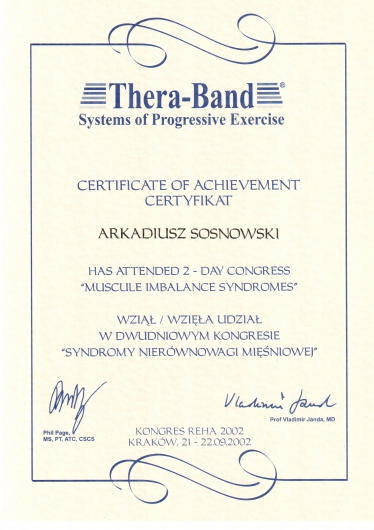 Thera-Band®
Systems of Progressive Exercise
CERTIFICATE OF ACHIEVEMENT
CERTYFIKAT
ARKADIUSZ SOSNOWSKI
HAS ATTENDED 2 - DAY CONGRESS
"MUSCULE IMBALANCE SYNDROMES"
WZIĄŁ / WZIĘŁA UDZIAŁ
W DWUDNIOWYM KONGRESIE
"SYNDROMY NIERÓWNOWAGI MIĘŚNIOWEJ"
Vladimir Janda
Phil Page,
MS, PT, ATC, CSCS
Prof Vladimir Janda, MD
KONGRES REHA 2002
KRAKÓW, 21 - 22.09.2002